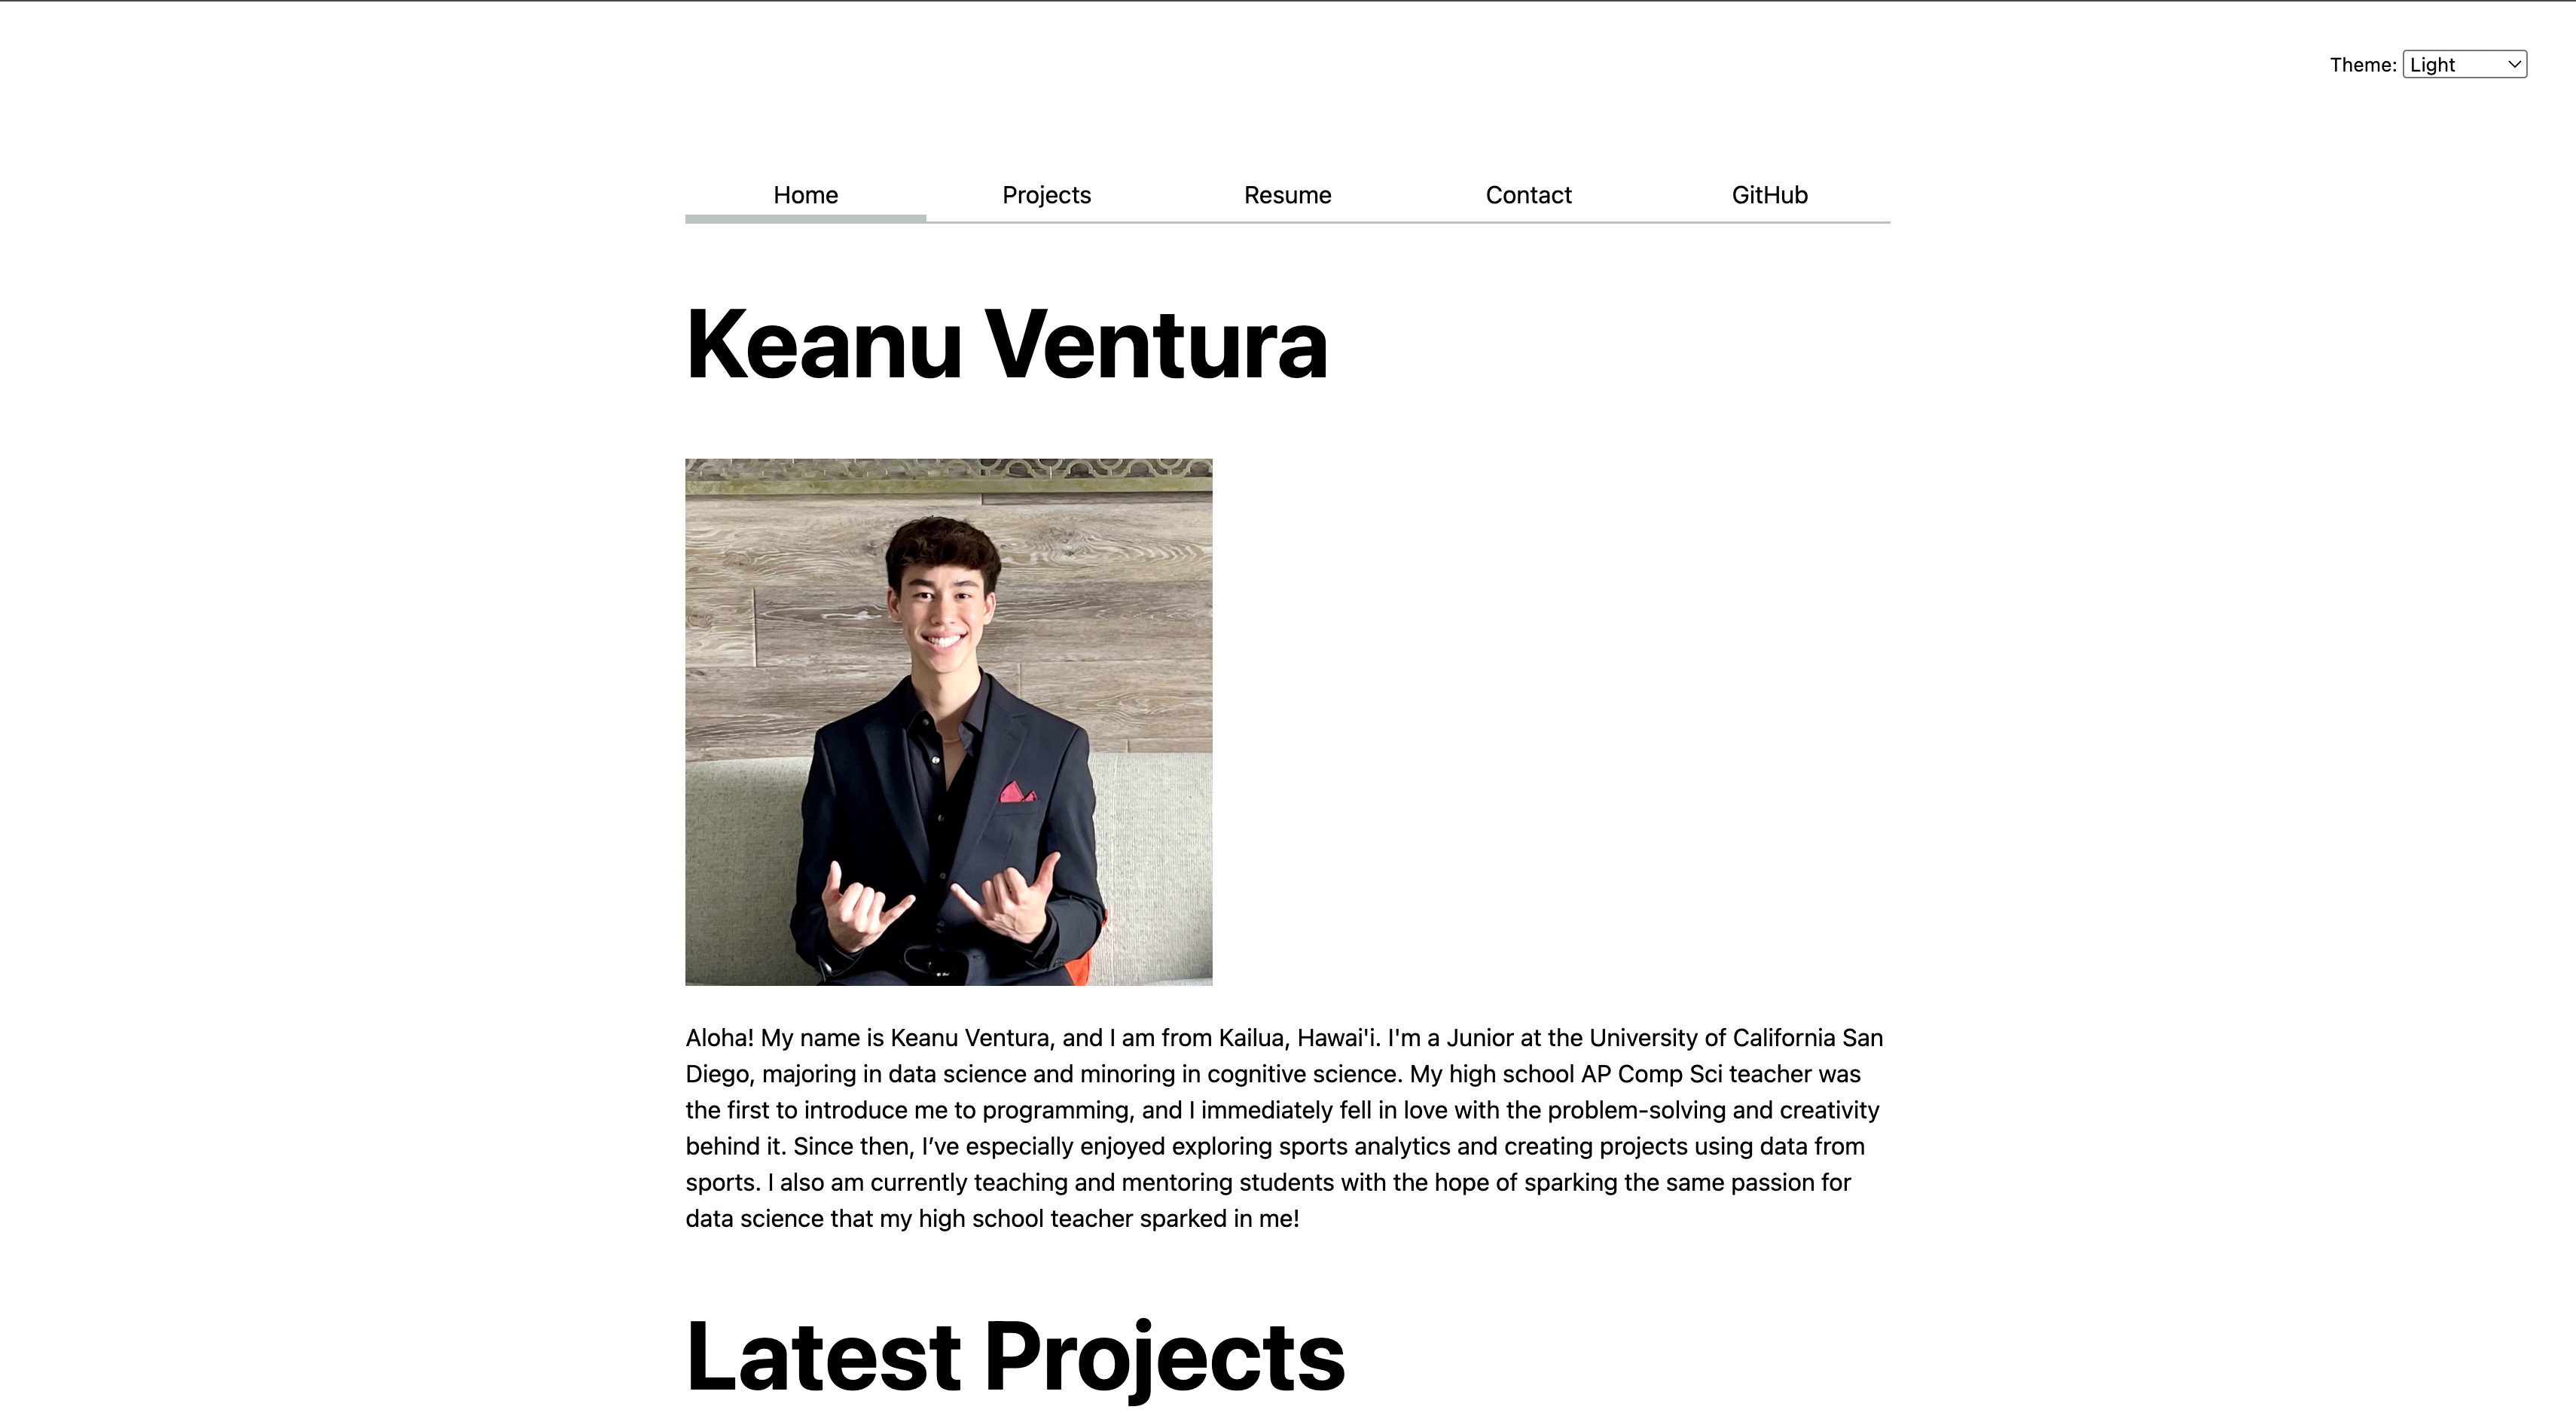 Theme: Light
Home Projects Resume Contact GitHub
Keanu Ventura
Aloha! My name is Keanu Ventura, and I am from Kailua, Hawai'i. I'm a Junior at the University of California San
Diego, majoring in data science and minoring in cognitive science. My high school AP Comp Sci teacher was
the first to introduce me to programming, and I immediately fell in love with the problem-solving and creativity
behind it. Since then, I’ve especially enjoyed exploring sports analytics and creating projects using data from
sports. I also am currently teaching and mentoring students with the hope of sparking the same passion for
data science that my high school teacher sparked in me!
Latest Projects